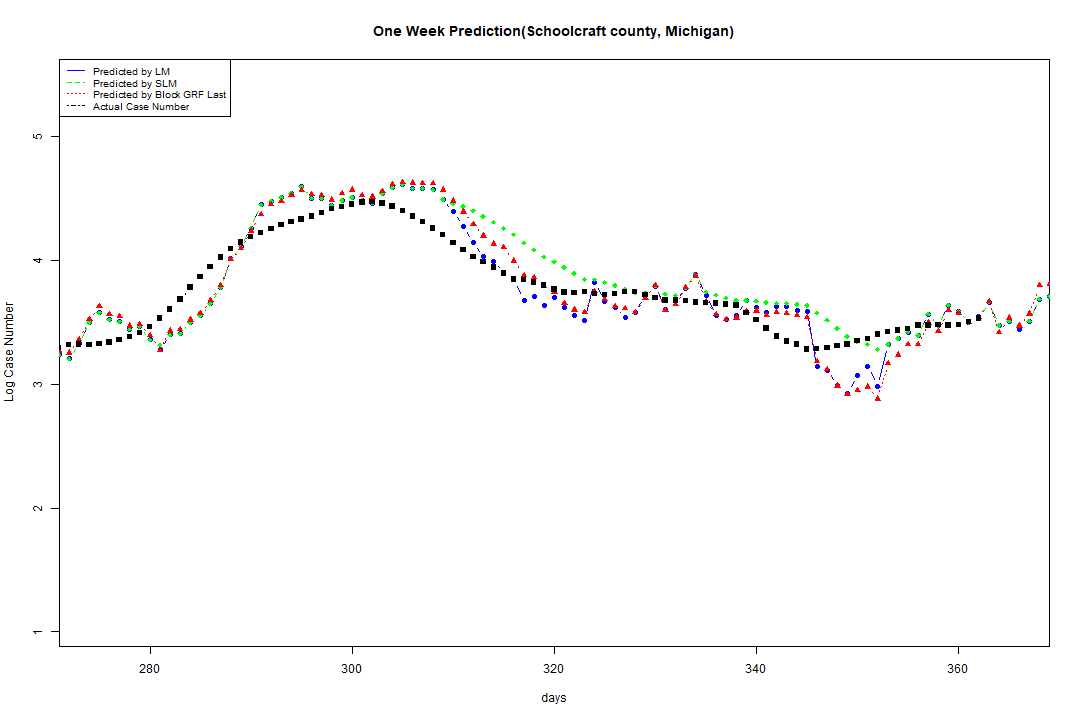 One Week Prediction(Schoolcraft county, Michigan)
Predicted by LM
Predicted by SLM
Predicted by Block GRF Last
Actual Case Number
Log Case Number
5
4
3
2
1
280 300 320 340 360
days